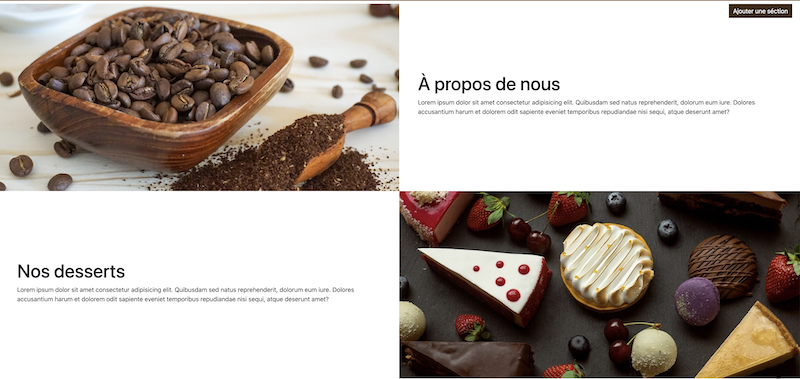 Ajouter une séction
À propos de nous
Lorem ipsum dolor sit amet consectetur adipisicing elit. Quibusdam sed natus reprehenderit, dolorum eum iure. Dolores
accusantium harum et dolorem odit sapiente eveniet temporibus repudiandae nisi sequi, atque deserunt amet?
Nos desserts
Lorem ipsum dolor sit amet consectetur adipisicing elit. Quibusdam sed natus reprehenderit, dolorum eum iure. Dolores
accusantium harum et dolorem odit sapiente eveniet temporibus repudiandae nisi sequi, atque deserunt amet?